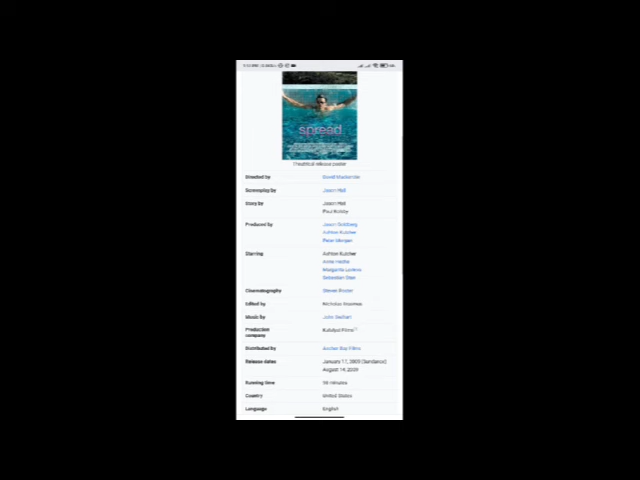 spread
Theatrical release poster
Directed by David Mackenzie
Screenplay by Jason Hall
Story by Jason Hall
Paul Kolsby
Produced by Jason Goldberg
Ashton Kutcher
Peter Morgan
Starring Ashton Kutcher
Anne Heche
Margarita Levieva
Sebastian Stan
Cinematography Steven Poster
Edited by Nicholas
Music by John Swihart
Production Katalyst Films
company
Distributed by Anchor Bay Films
Release dates January 17, 2009 (Sundance)
August 14, 2009
Running time minutes
Country United States
Language English